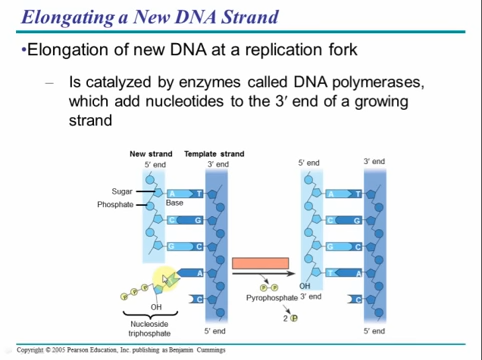 Elongating a New DNA Strand
•Elongation of new DNA at a replication fork
– Is catalyzed by enzymes called DNA polymerases,
which add nucleotides to the 3′ end of a growing
strand
New strand Template strand
5′ end 3′ end 5′ end 3′ end
Sugar A T A T
Phosphate Base
C G C G
G C G C
A T A
P P P OH
OH C P P Pyrophosphate 3′ end C
2 P
Nucleoside
triphosphate
5′ end 5′ end
Copyright © 2005 Pearson Education, Inc. publishing as Benjamin Cummings